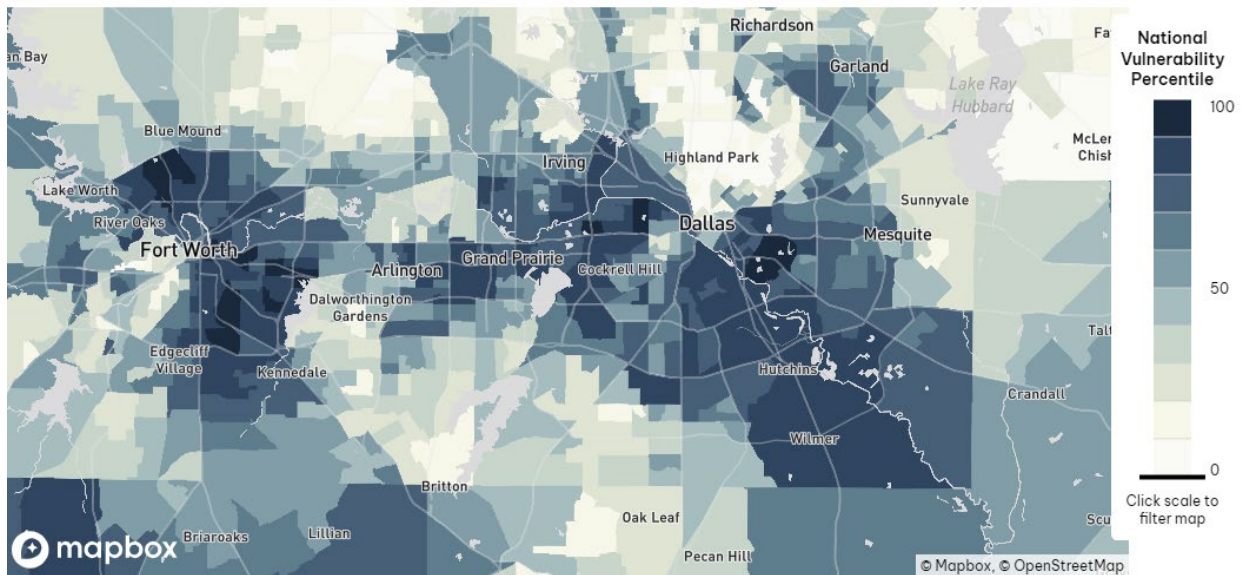 Richardson
Fa
an Bay
Garland
Lake Ray
Hubbard
Blue Mound
McLer
Chish
Irving
Highland Park
Lake Worth
Sunnyvale
River Oaks
Dallas
Mesquite
Fort Worth
Arlington
Grand Prairie
Cockrell Hill
Dalworthington
Gardens
Talt
Edgecliff
Village
Kennedale
Hutchins
Crandall
Wilmer
Britton
Oak Leaf
Scu
Briaroaks
Lillian
Pecan Hill
mapbox
© Mapbox, © OpenStreetMap
National
Vulnerability
Percentile
100
50
0
Click scale to
filter map